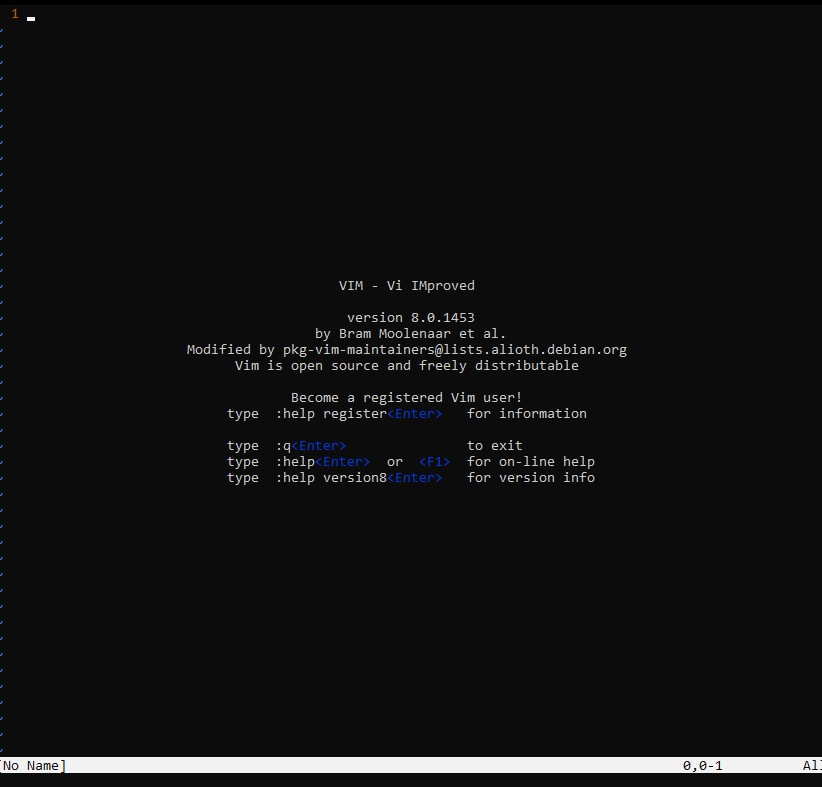 1
VIM - Vi IMproved
version 8.0.1453
by Bram Moolenaar et al.
Modified by pkg-vim-maintainers@lists.alioth.debian.org
Vim is open source and freely distributable
Become a registered Vim user!
type  :help register<Enter>   for information
type  :q<Enter>               to exit
type  :help<Enter>  or  <F1>  for on-line help
type  :help version8<Enter>   for version info
[No Name]                     0,0-1          All